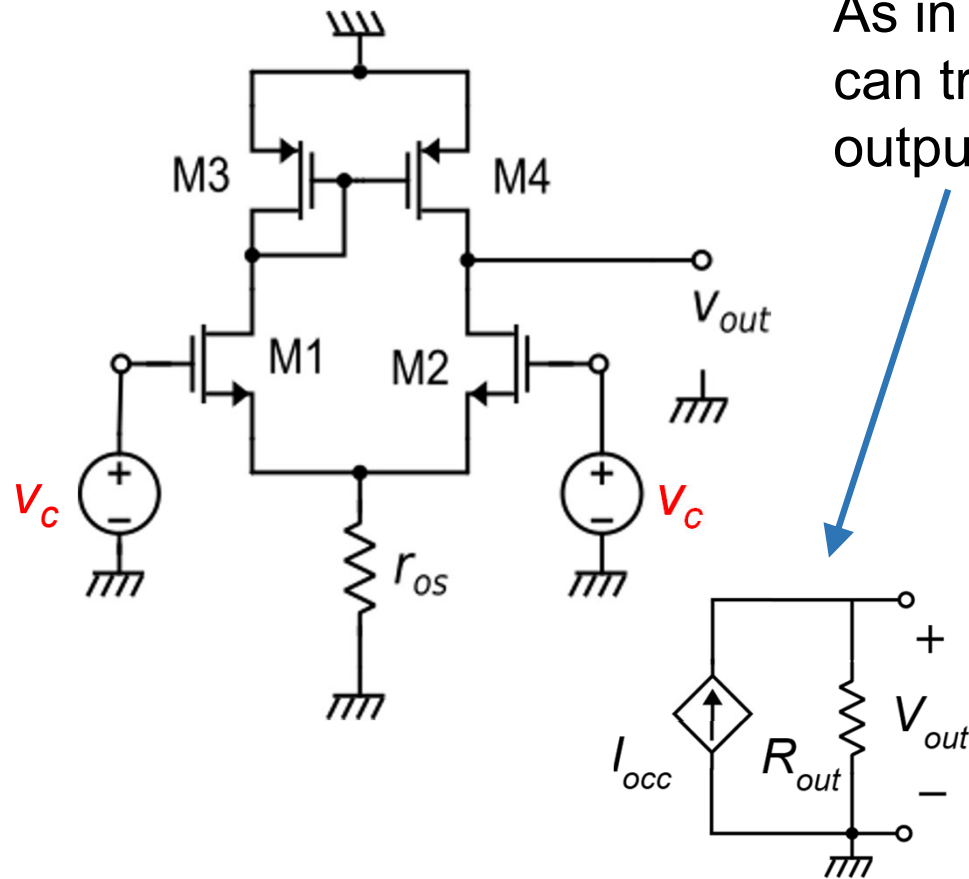 As in
can tr
outpu
M3
M4
v_out
M1
M2
+
−
v_c
+
−
v_c
r_os
+
I_occ
R_out
V_out
−